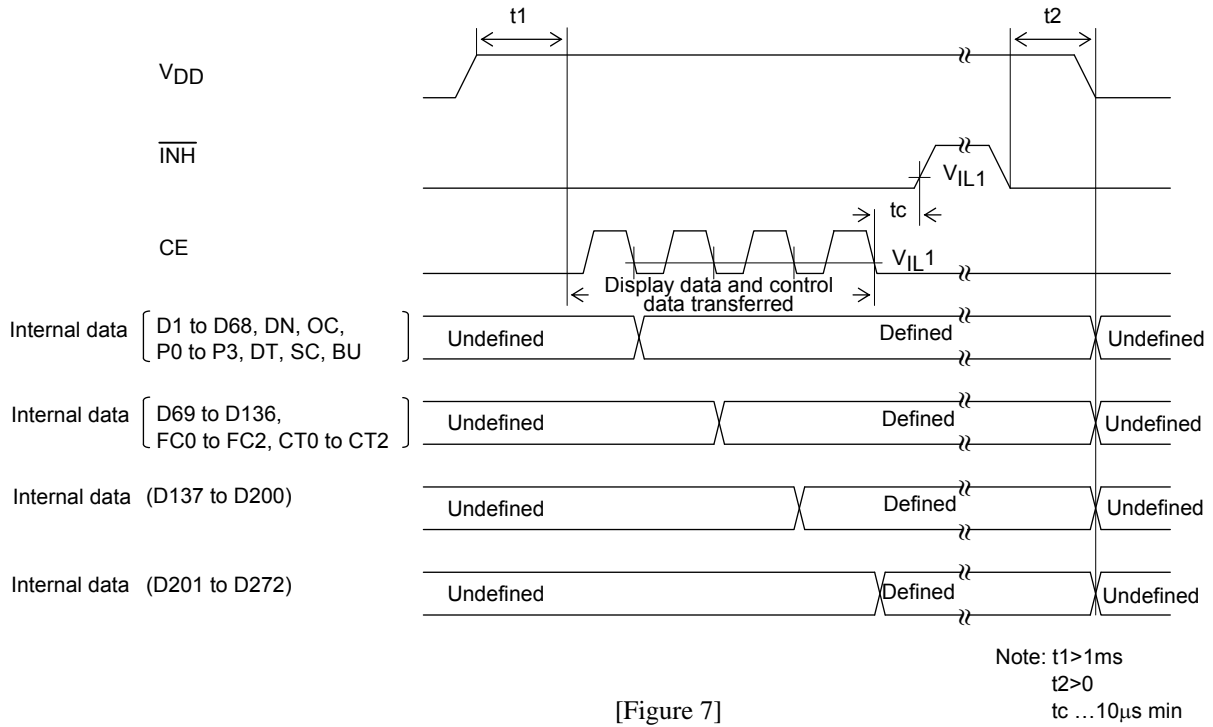 t1
t2
VDD
INH
VIL1
tc
CE
VIL1
Display data and control
data transferred
Internal data
D1 to D68, DN, OC,
P0 to P3, DT, SC, BU
Undefined
Defined
Undefined
Internal data
D69 to D136,
FC0 to FC2, CT0 to CT2
Undefined
Defined
Undefined
Internal data (D137 to D200)
Undefined
Defined
Undefined
Internal data (D201 to D272)
Undefined
Defined
Undefined
Note: t1>1ms
t2>0
tc …10μs min
[Figure 7]